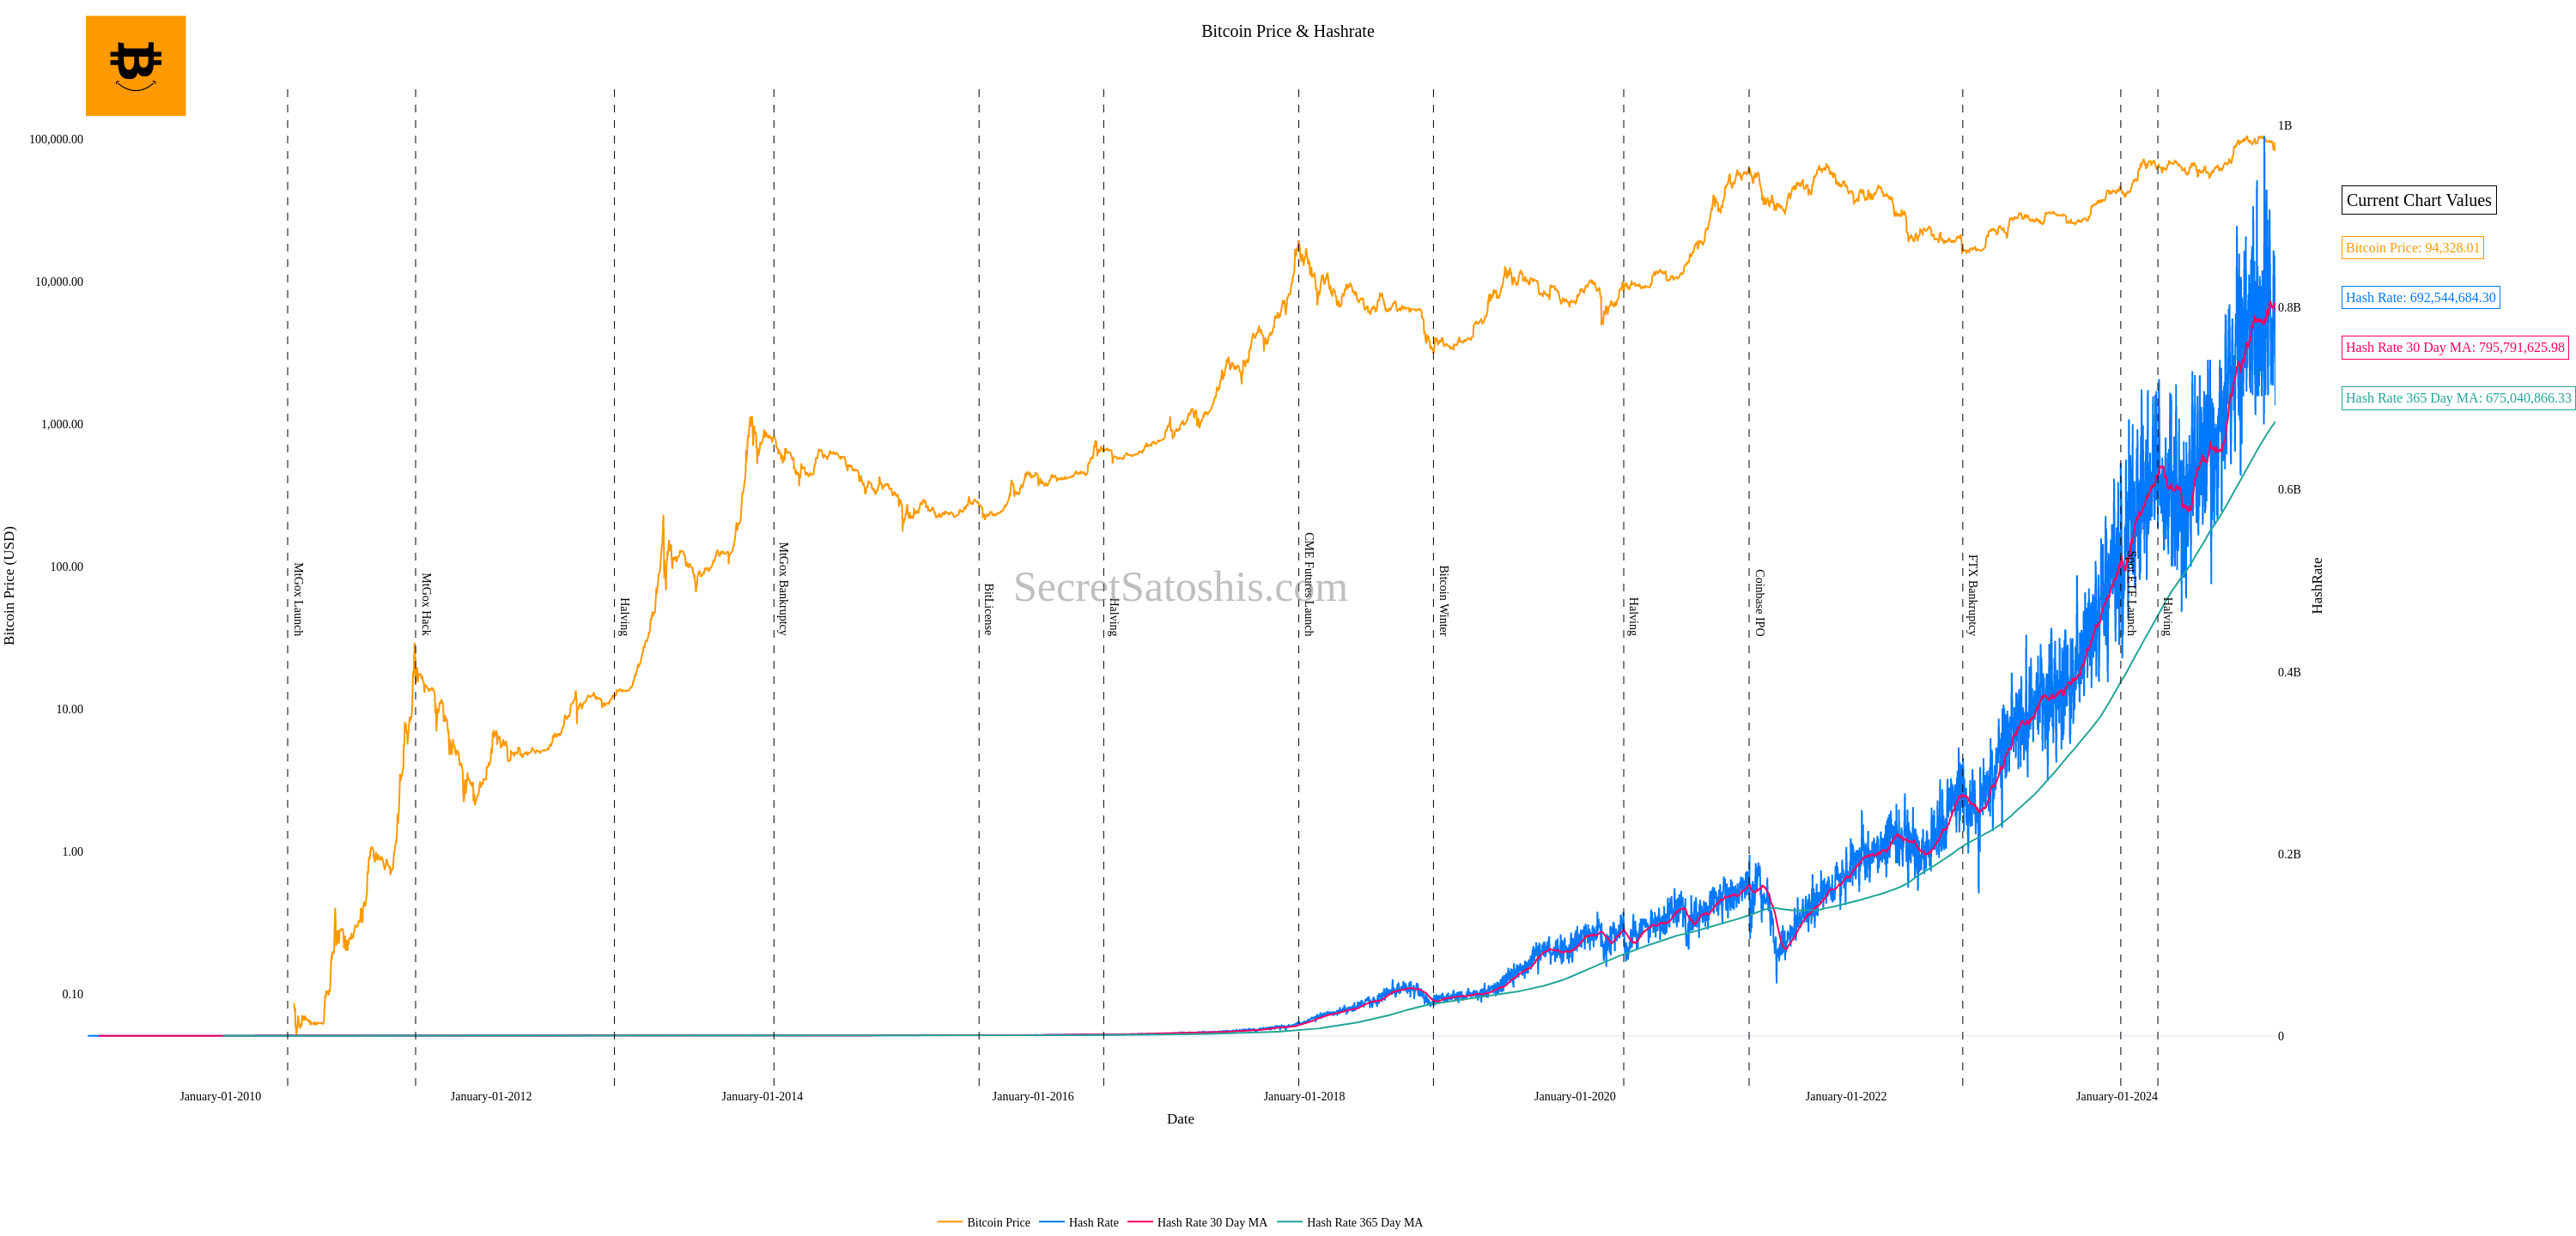 Bitcoin Price & Hashrate
100,000.00
10,000.00
1,000.00
100.00
10.00
1.00
0.10
Bitcoin Price (USD)
1B
0.8B
0.6B
0.4B
0.2B
0
HashRate
MtGox Launch
MtGox Hack
Halving
MtGox Bankruptcy
BitLicense
Halving
CME Futures Launch
Bitcoin Winter
Halving
Coinbase IPO
FTX Bankruptcy
Spot ETF Launch
Halving
SecretSatoshis.com
January-01-2010
January-01-2012
January-01-2014
January-01-2016
January-01-2018
January-01-2020
January-01-2022
January-01-2024
Date
Current Chart Values
Bitcoin Price: 94,328.01
Hash Rate: 692,544,684.30
Hash Rate 30 Day MA: 795,791,625.98
Hash Rate 365 Day MA: 675,040,866.33
Bitcoin Price
Hash Rate
Hash Rate 30 Day MA
Hash Rate 365 Day MA